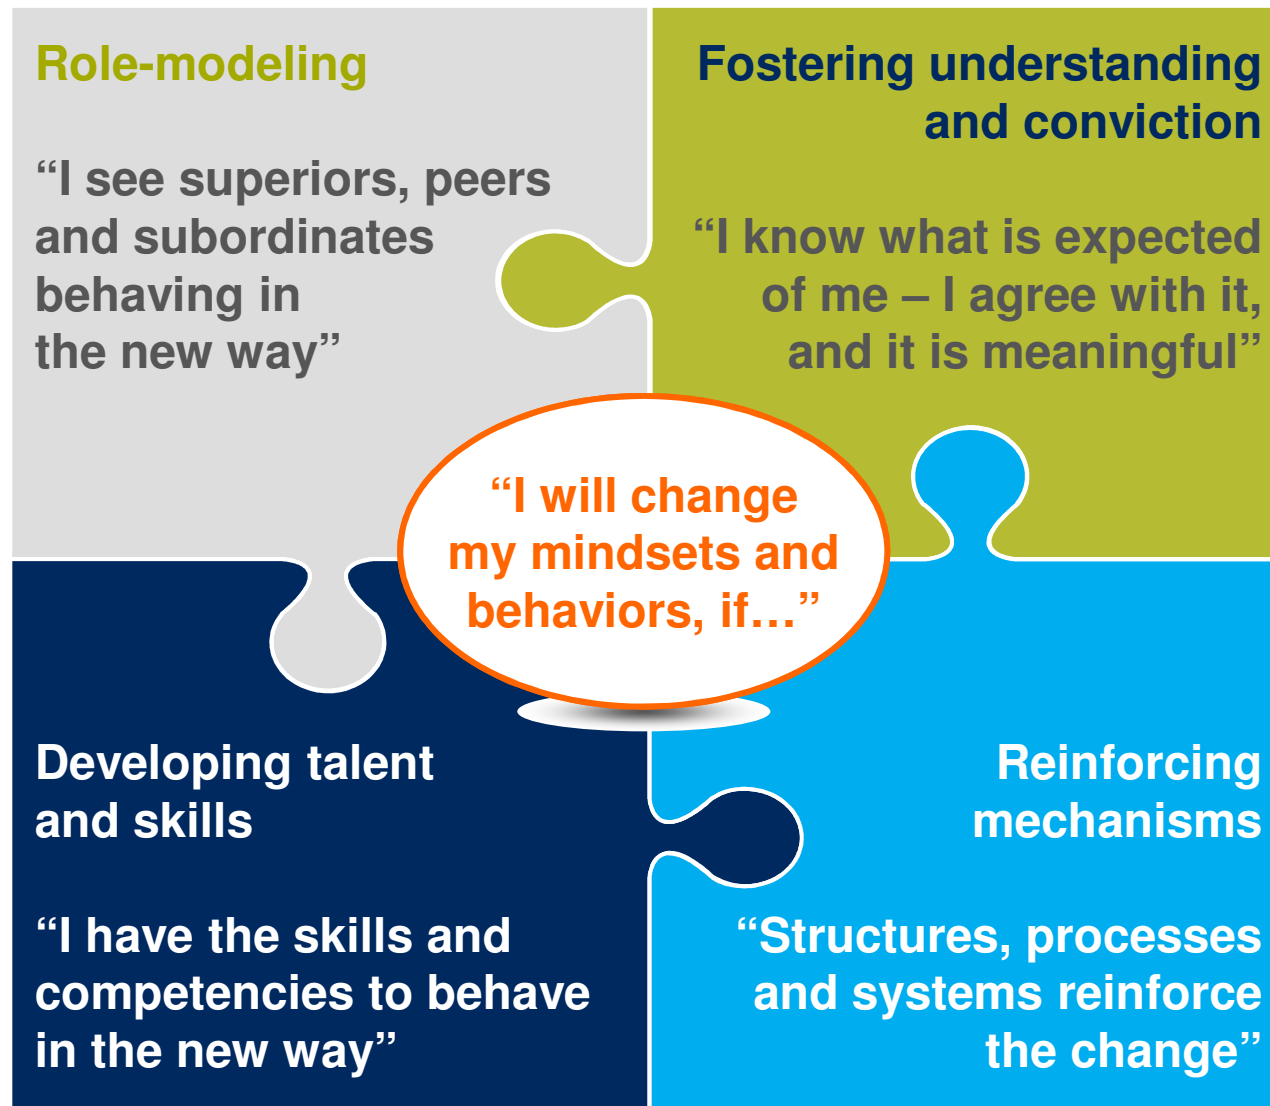 Role-modeling
“I see superiors, peers
and subordinates
behaving in
the new way”
Fostering understanding
and conviction
“I know what is expected
of me – I agree with it,
and it is meaningful”
“I will change
my mindsets and
behaviors, if…”
Developing talent
and skills
“I have the skills and
competencies to behave
in the new way”
Reinforcing
mechanisms
“Structures, processes
and systems reinforce
the change”